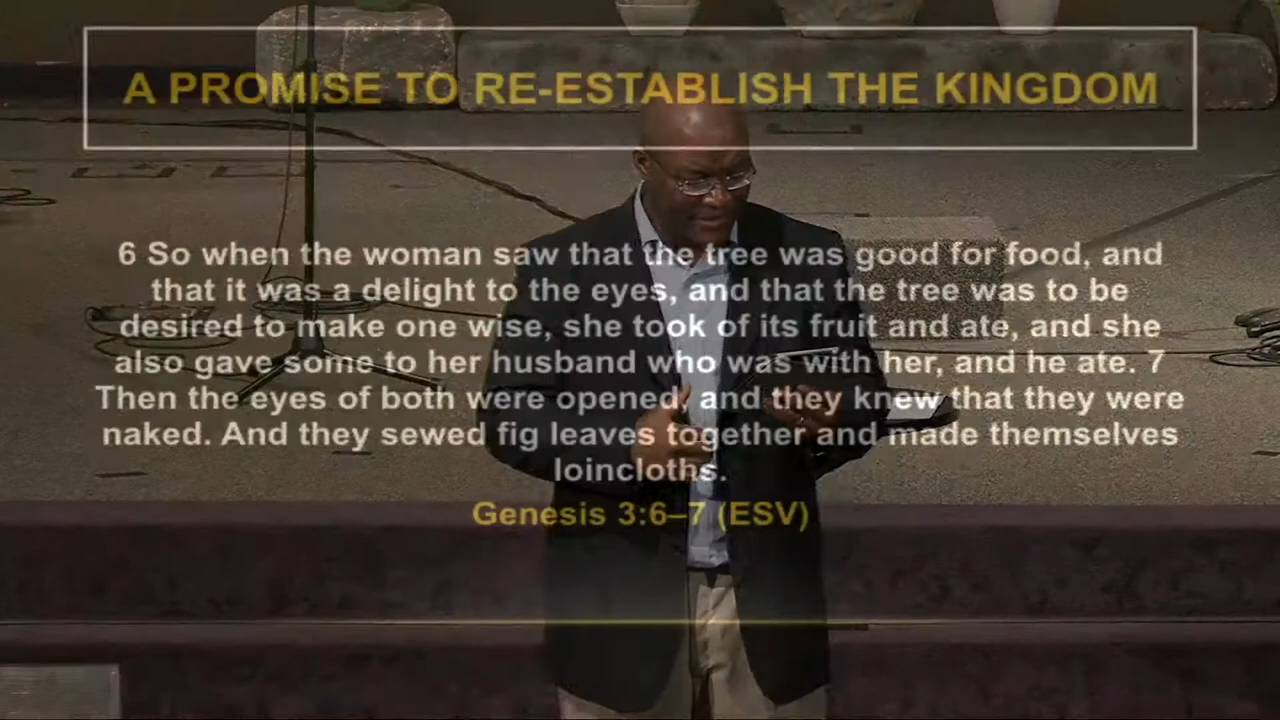 A PROMISE TO RE-ESTABLISH THE KINGDOM
6 So when the woman saw that the tree was good for food, and
that it was a delight to the eyes, and that the tree was to be
desired to make one wise, she took of its fruit and ate, and she
also gave some to her husband who was with her, and he ate. 7
Then the eyes of both were opened, and they knew that they were
naked. And they sewed fig leaves together and made themselves
loincloths.
Genesis 3:6–7 (ESV)